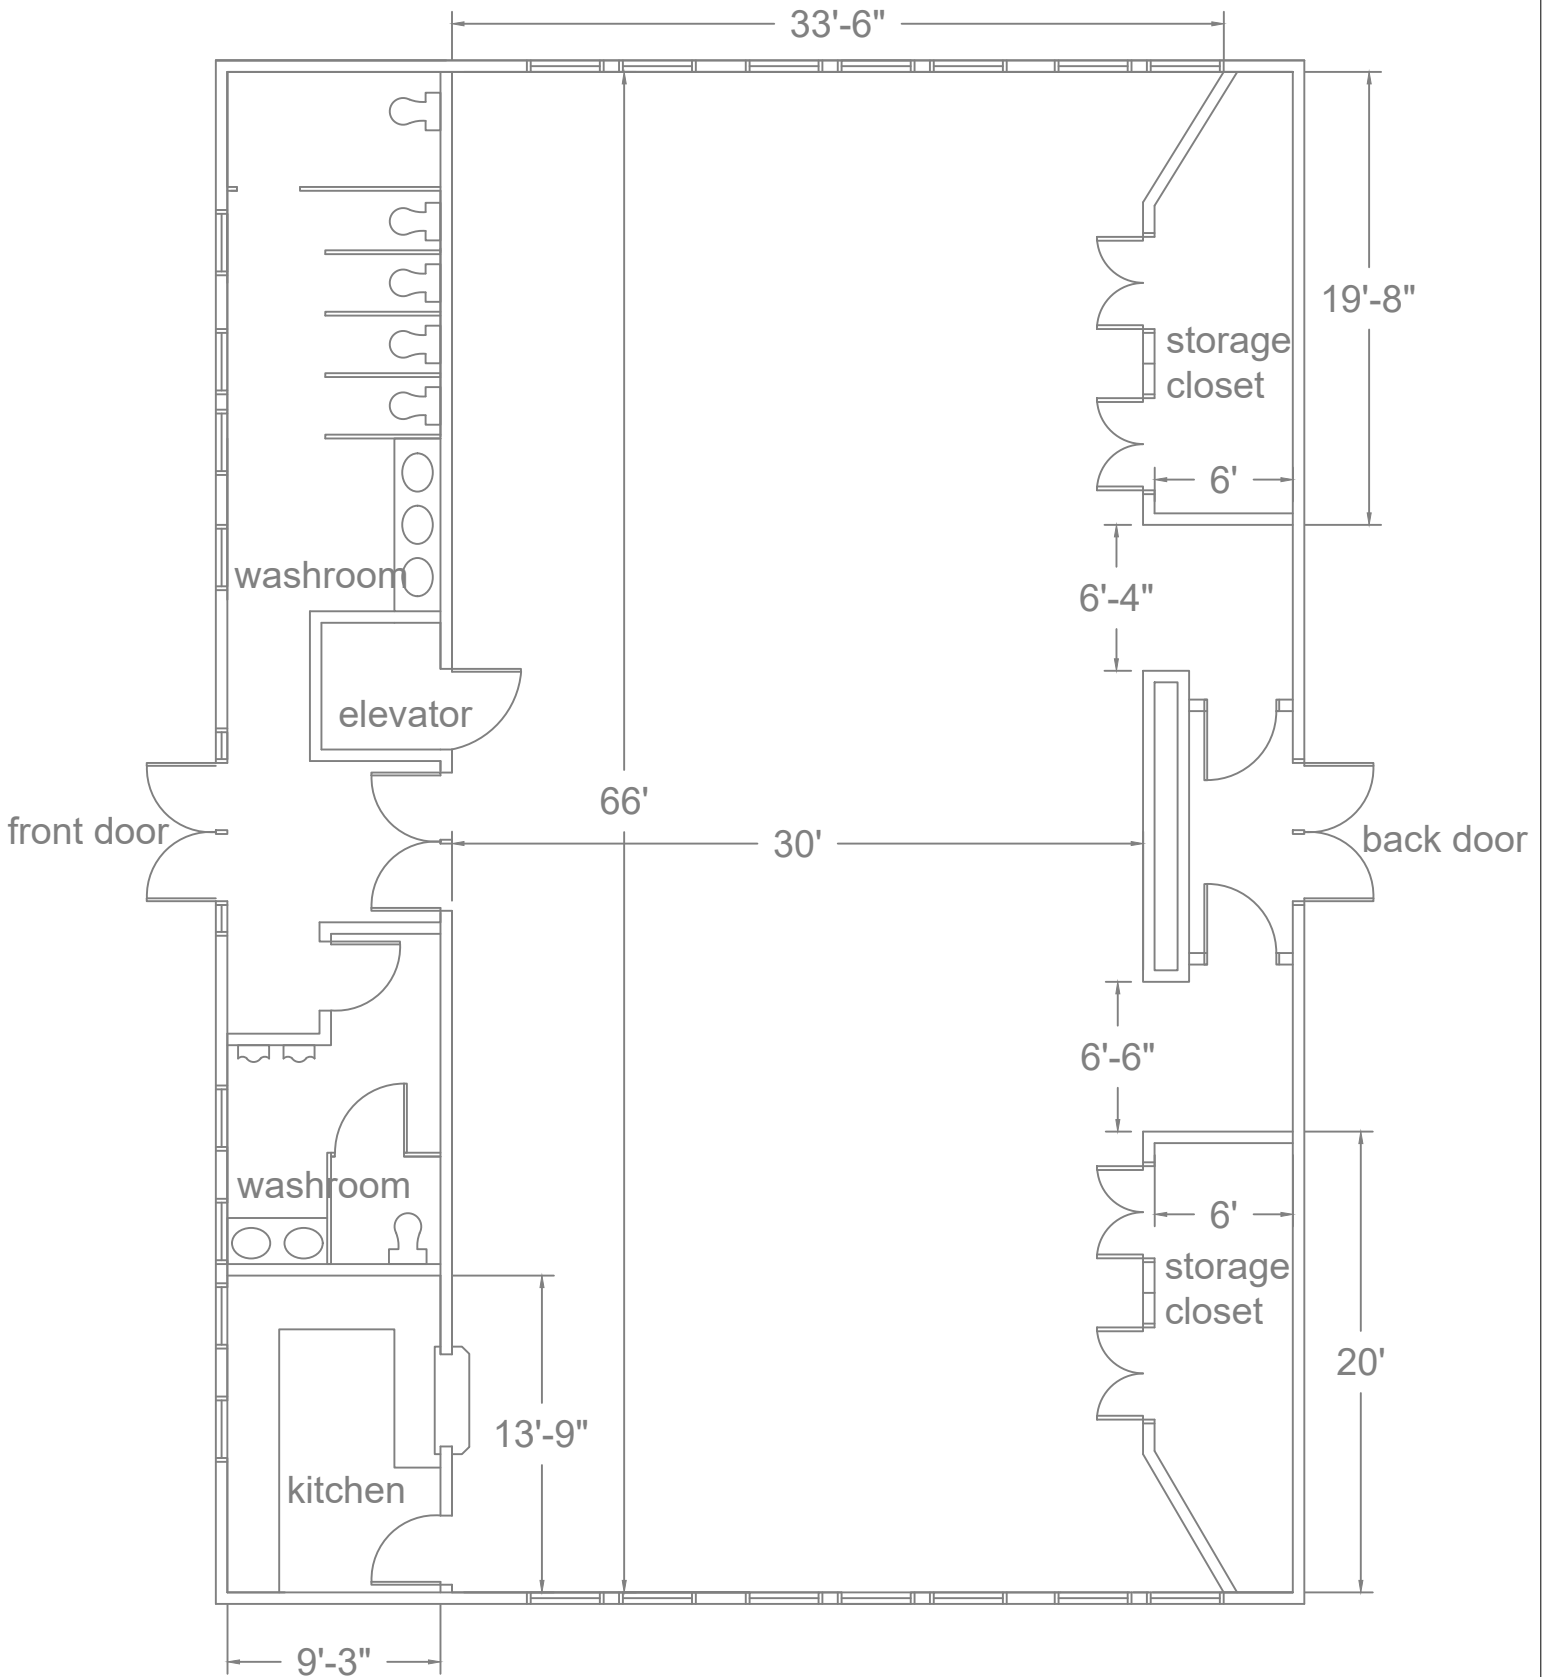 33'-6"
19'-8"
storage
closet
6'
washroom
6'-4"
elevator
66'
front door
30'
back door
6'-6"
washroom
6'
storage
closet
20'
13'-9"
kitchen
9'-3"